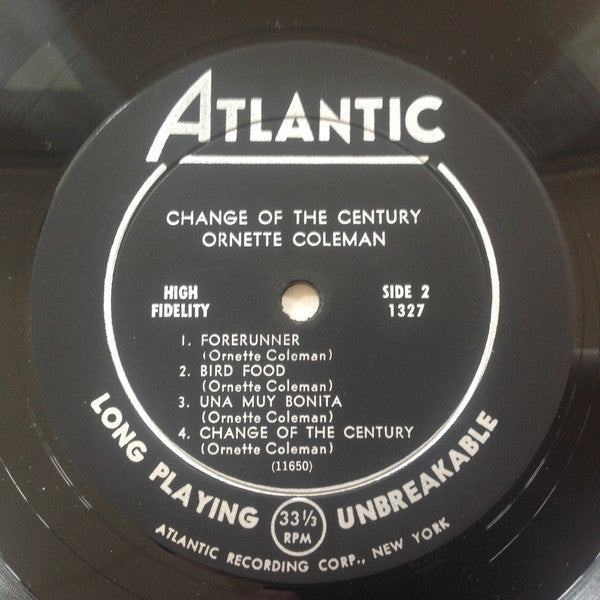 ATLANTIC
CHANGE OF THE CENTURY
ORNETTE COLEMAN
HIGH
FIDELITY
SIDE 2
1327
1. FORERUNNER
(Ornette Coleman)
2. BIRD FOOD
(Ornette Coleman)
3. UNA MUY BONITA
(Ornette Coleman)
4. CHANGE OF THE CENTURY
(Ornette Coleman)
(11650)
LONG PLAYING 33 1/3 RPM UNBREAKABLE
ATLANTIC RECORDING CORP., NEW YORK